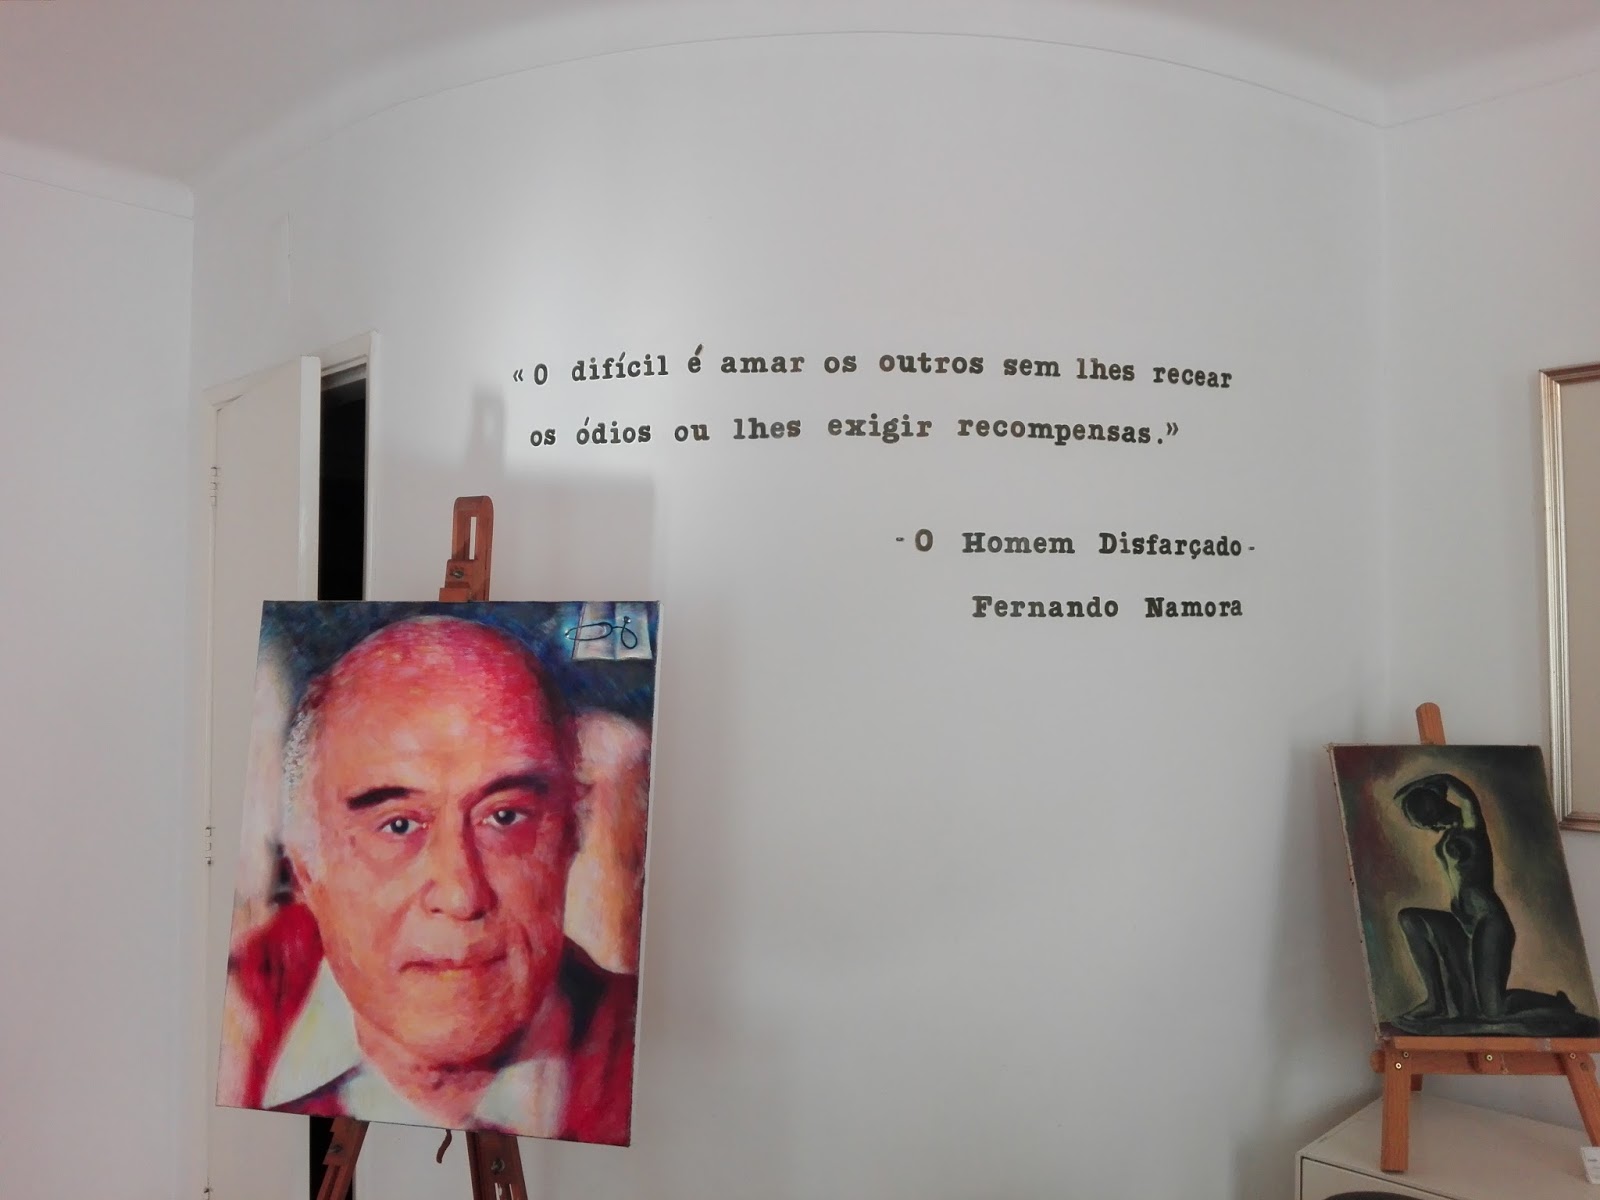 «O difícil é amar os outros sem lhes recear
os ódios ou lhes exigir recompensas.»
-O Homem Disfarçado-
Fernando Namora